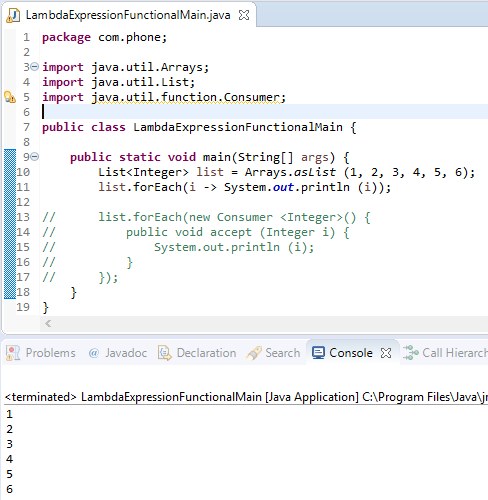 LambdaExpressionFunctionalMain.java
1 package com.phone;
2
3 import java.util.Arrays;
4 import java.util.List;
5 import java.util.function.Consumer;
6
7 public class LambdaExpressionFunctionalMain {
8
9 public static void main(String[] args) {
10 List<Integer> list = Arrays.asList (1, 2, 3, 4, 5, 6);
11 list.forEach(i -> System.out.println (i));
12
13 // list.forEach(new Consumer <Integer>() {
14 // public void accept (Integer i) {
15 // System.out.println (i);
16 // }
17 // });
18 }
19 }
Problems @ Javadoc Declaration Search Console Call Hierarch
<terminated> LambdaExpressionFunctionalMain [Java Application] C:\Program Files\Java\jr
1
2
3
4
5
6